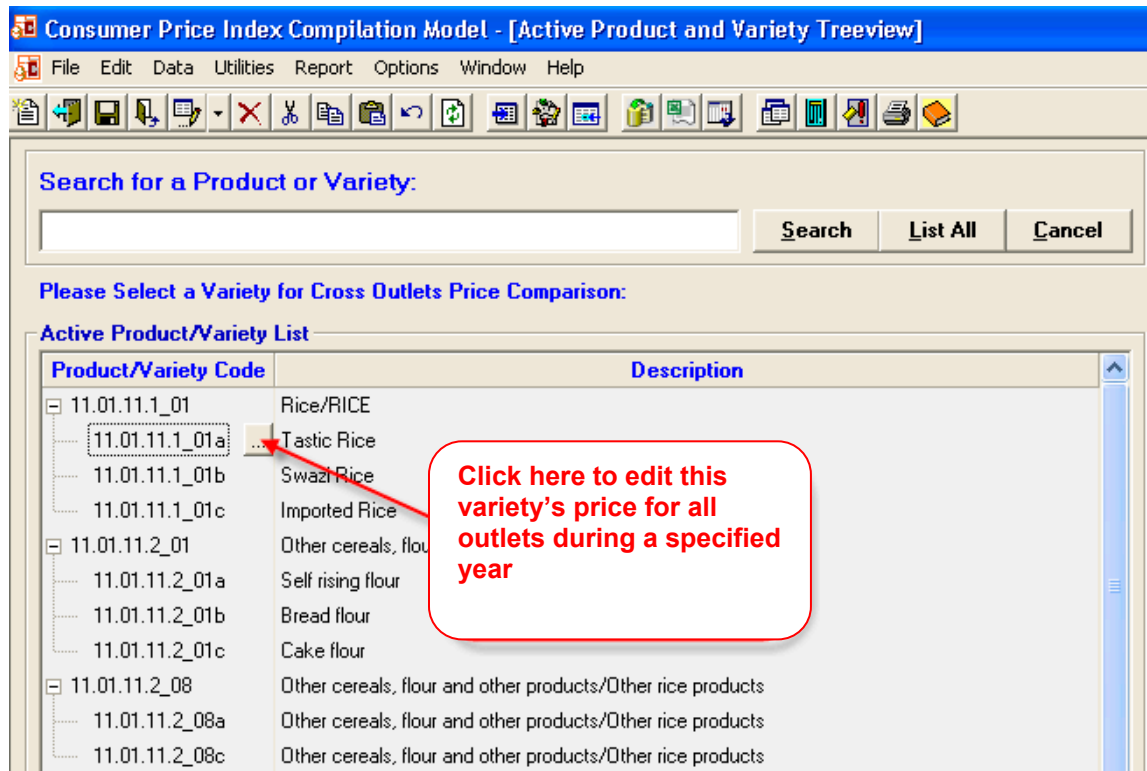 Consumer Price Index Compilation Model - [Active Product and Variety Treeview]
File Edit Data Utilities Report Options Window Help
Search for a Product or Variety:
Search List All Cancel
Please Select a Variety for Cross Outlets Price Comparison:
Active Product/Variety List
Product/Variety Code Description
11.01.11.1_01 Rice/RICE
11.01.11.1_01a ... Tastic Rice
11.01.11.1_01b Swazi Rice
11.01.11.1_01c Imported Rice
11.01.11.2_01 Other cereals, flou
11.01.11.2_01a Self rising flour
11.01.11.2_01b Bread flour
11.01.11.2_01c Cake flour
11.01.11.2_08 Other cereals, flour and other products/Other rice products
11.01.11.2_08a Other cereals, flour and other products/Other rice products
11.01.11.2_08c Other cereals, flour and other products/Other rice products
Click here to edit this
variety's price for all
outlets during a specified
year